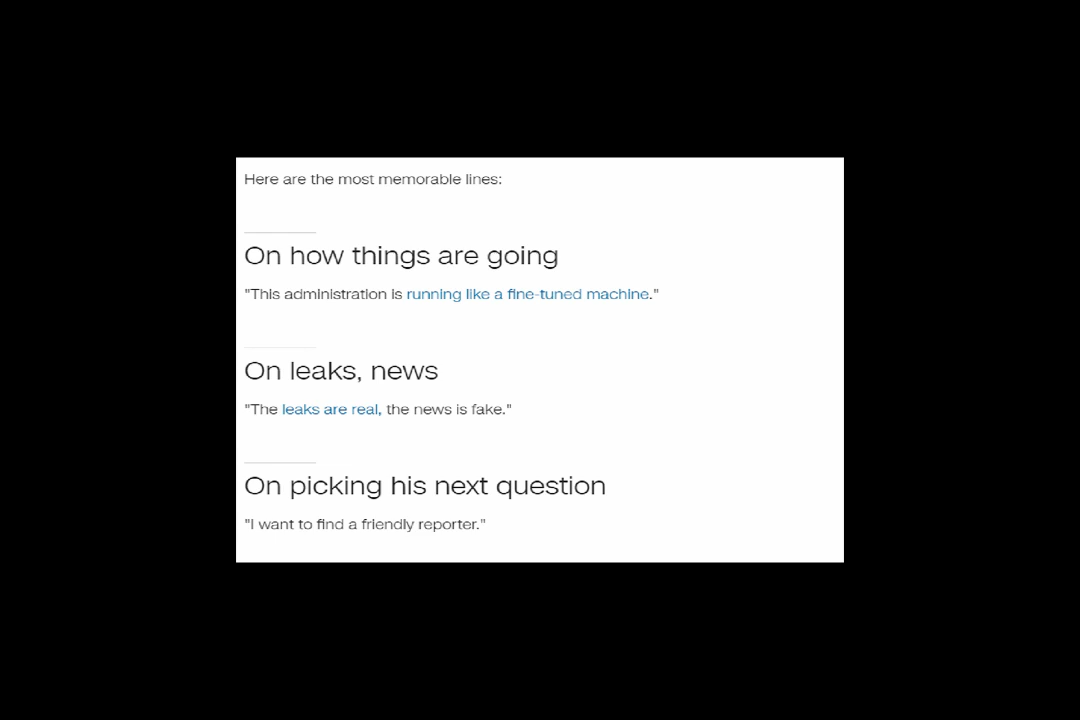 Here are the most memorable lines:
On how things are going
"This administration is running like a fine-tuned machine."
On leaks, news
"The leaks are real, the news is fake."
On picking his next question
"I want to find a friendly reporter."